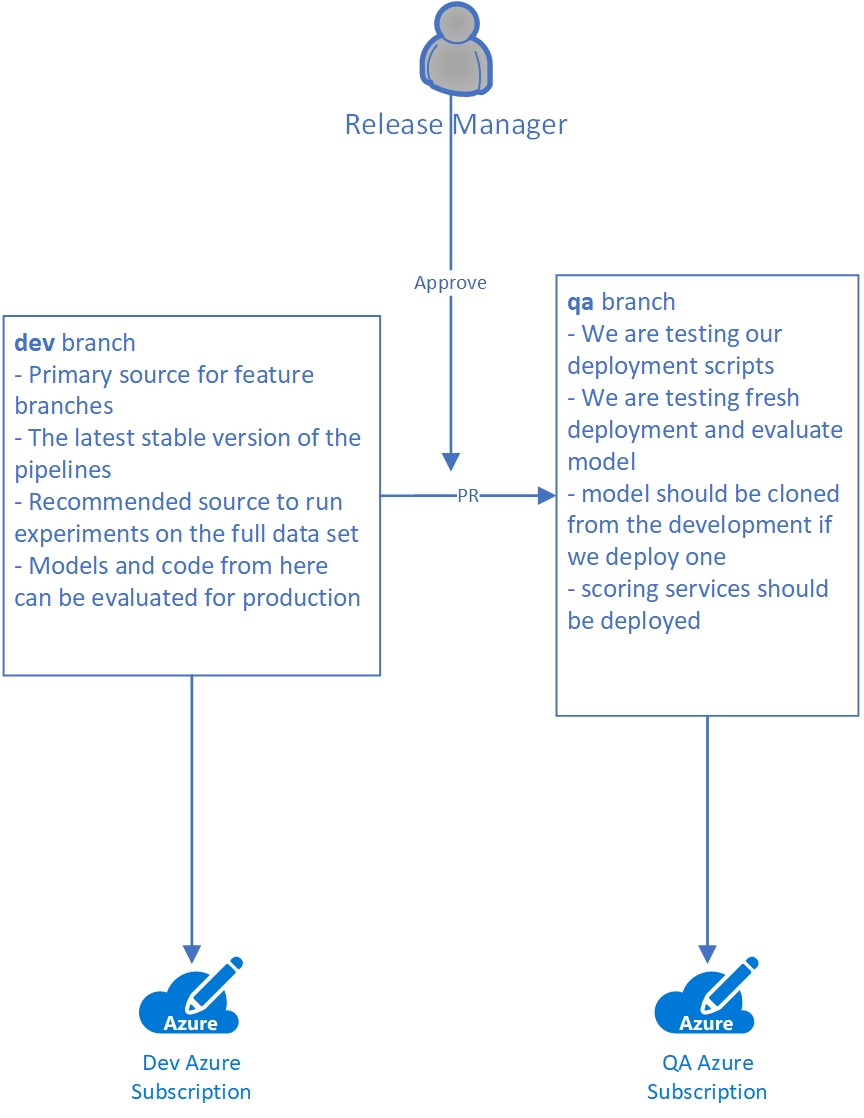 Release Manager
Approve
dev branch
- Primary source for feature
branches
- The latest stable version of the
pipelines
- Recommended source to run
experiments on the full data set
- Models and code from here
can be evaluated for production
PR
qa branch
- We are testing our
deployment scripts
- We are testing fresh
deployment and evaluate
model
- model should be cloned
from the development if
we deploy one
- scoring services should
be deployed
Azure
Dev Azure
Subscription
Azure
QA Azure
Subscription